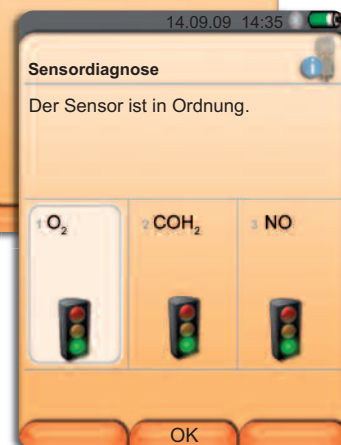 14.09.09 14:35
Sensordiagnose
i
Der Sensor ist in Ordnung.
1 O₂ 2 COH₂ 3 NO
OK